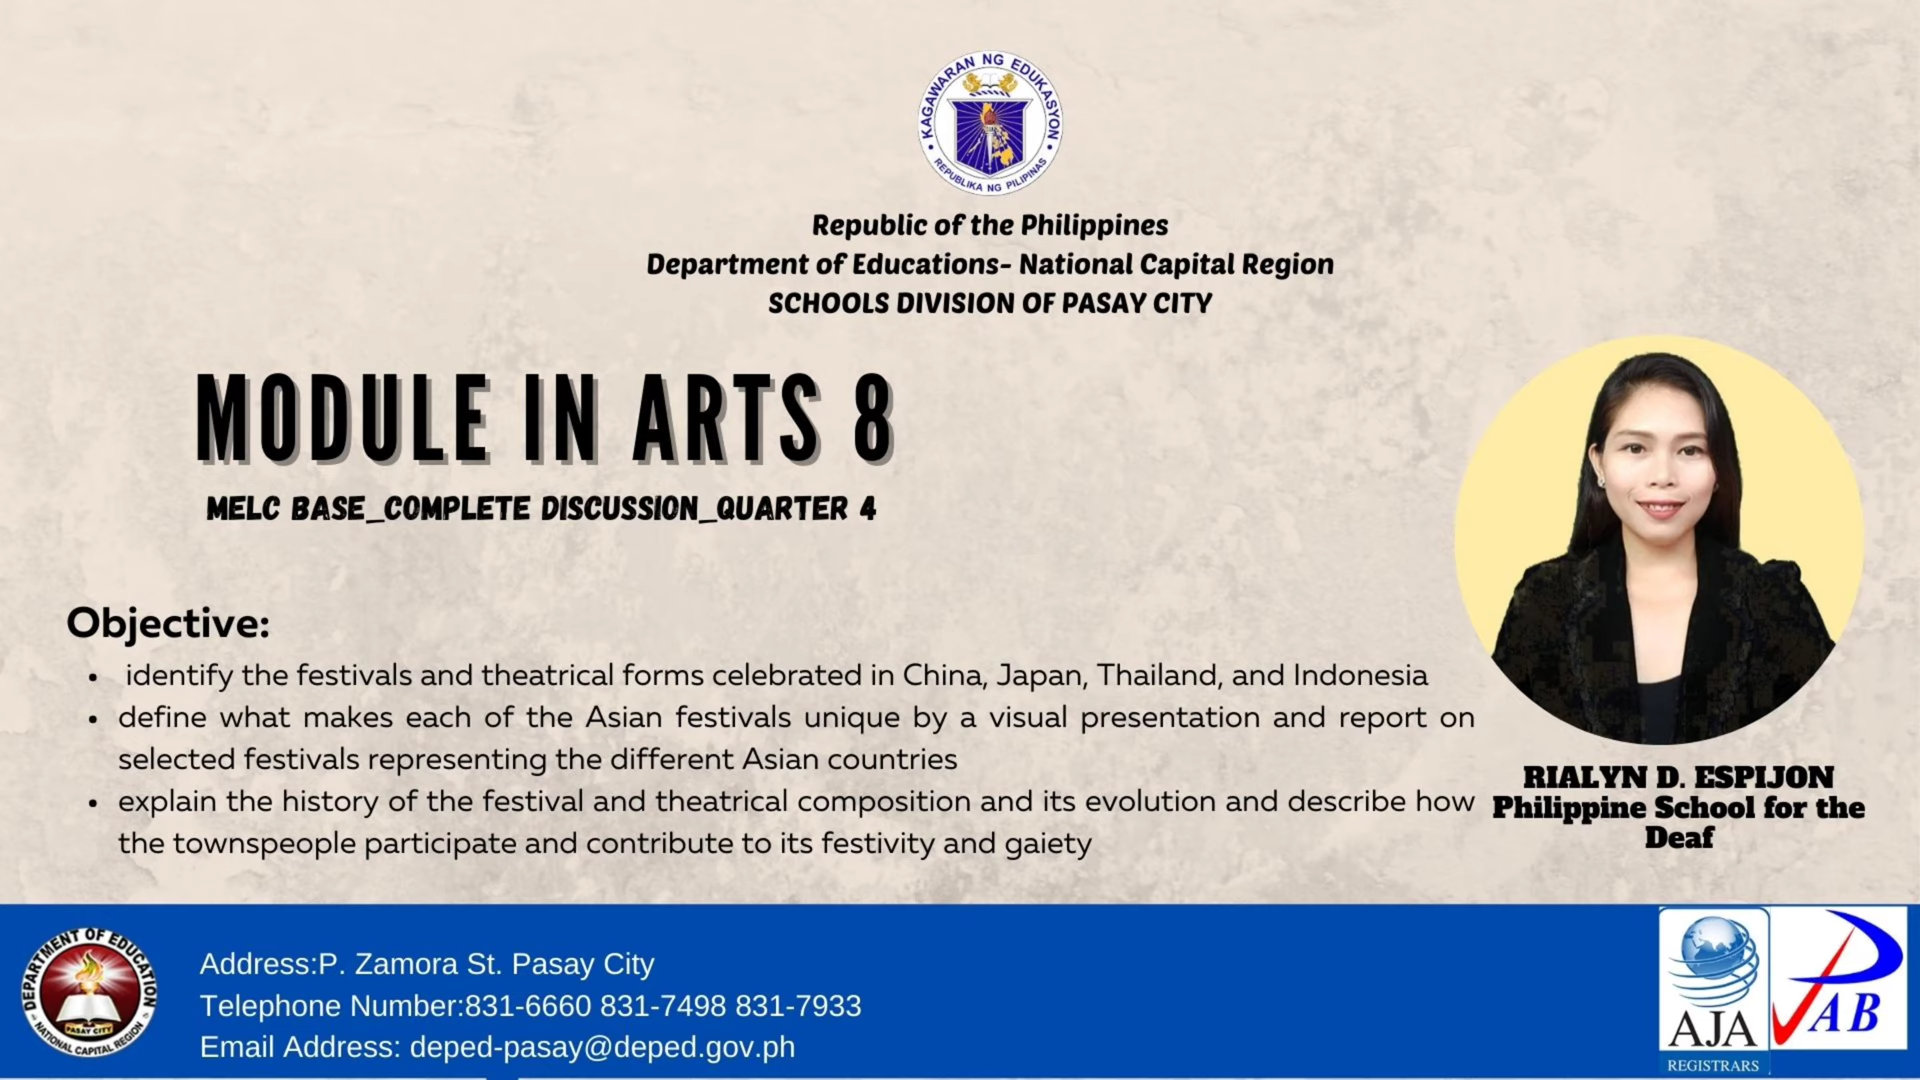 KAGAWARAN NG EDUKASYON
REPUBLIKA NG PILIPINAS
Republic of the Philippines
Department of Educations- National Capital Region
SCHOOLS DIVISION OF PASAY CITY
MODULE IN ARTS 8
MELC BASE_COMPLETE DISCUSSION_QUARTER 4
Objective:
• identify the festivals and theatrical forms celebrated in China, Japan, Thailand, and Indonesia
• define what makes each of the Asian festivals unique by a visual presentation and report on
selected festivals representing the different Asian countries
• explain the history of the festival and theatrical composition and its evolution and describe how
the townspeople participate and contribute to its festivity and gaiety
RIALYN D. ESPIJON
Philippine School for the
Deaf
DEPARTMENT OF EDUCATION
PASAY CITY
NATIONAL CAPITAL REGION
Address:P. Zamora St. Pasay City
Telephone Number:831-6660 831-7498 831-7933
Email Address: deped-pasay@deped.gov.ph
AJA
REGISTRARS
PAB